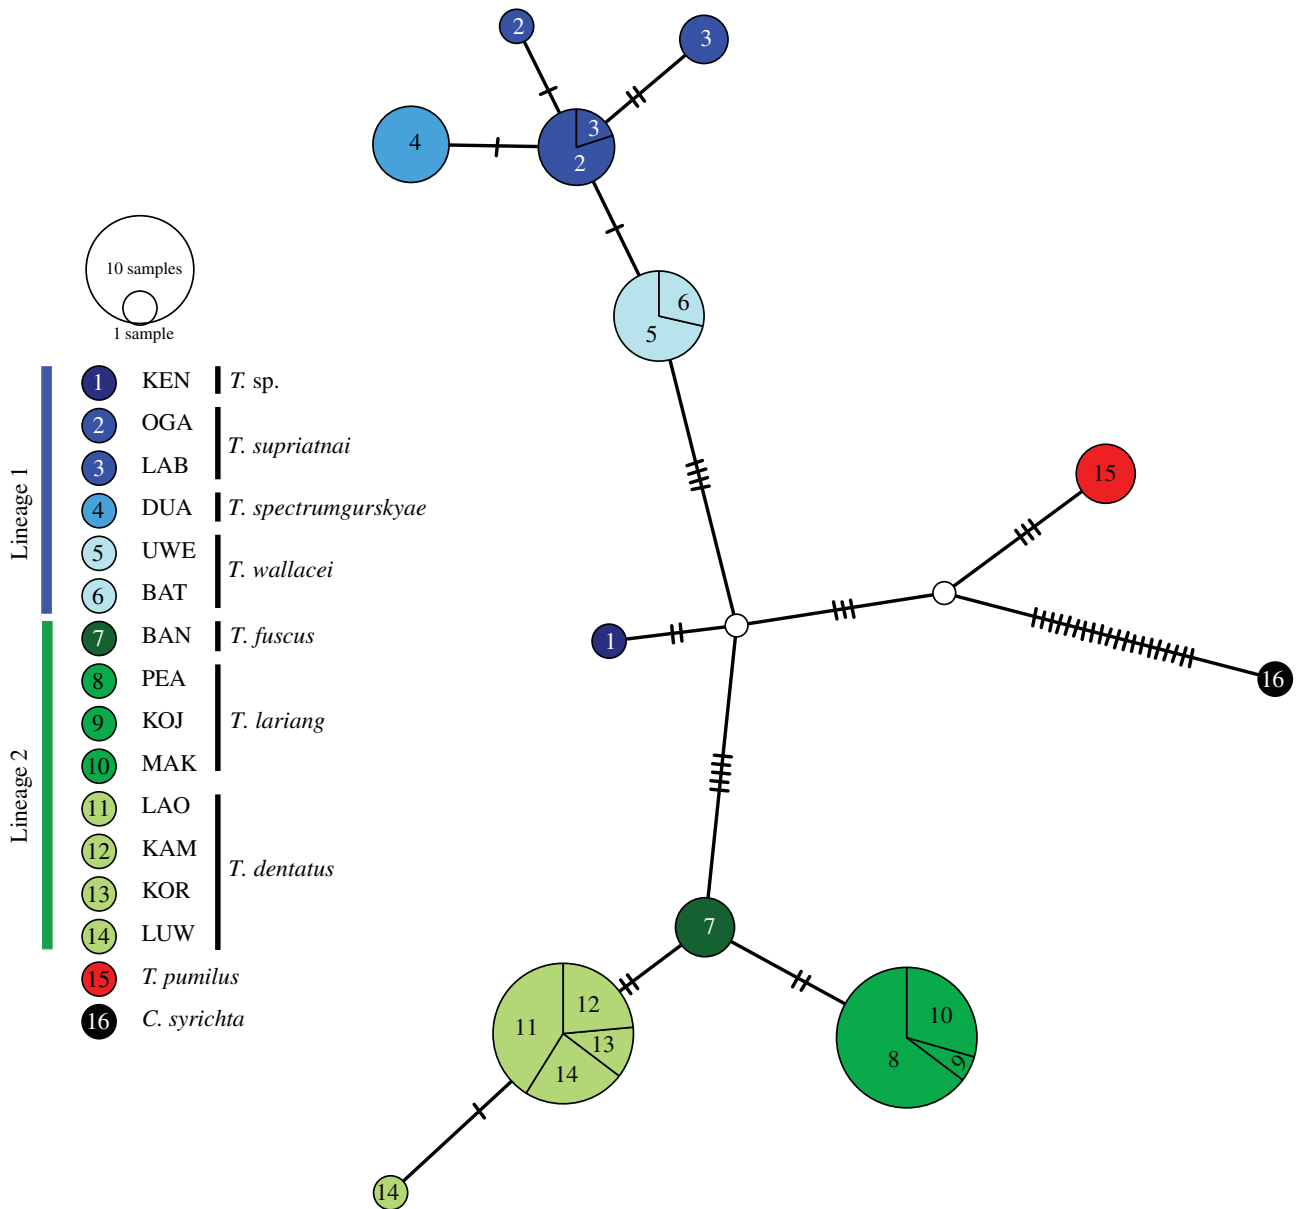 2
3
4
3
2
6
5
10 samples
1 sample
Lineage 1
1 KEN T. sp.
2 OGA
T. supriatnai
3 LAB
4 DUA T. spectrumgurskyae
5 UWE
T. wallacei
6 BAT
Lineage 2
7 BAN T. fuscus
8 PEA
9 KOJ T. lariang
10 MAK
11 LAO
12 KAM
T. dentatus
13 KOR
14 LUW
15 T. pumilus
16 C. syrichta
15
1
16
7
12
11
13
14
10
9
8
14